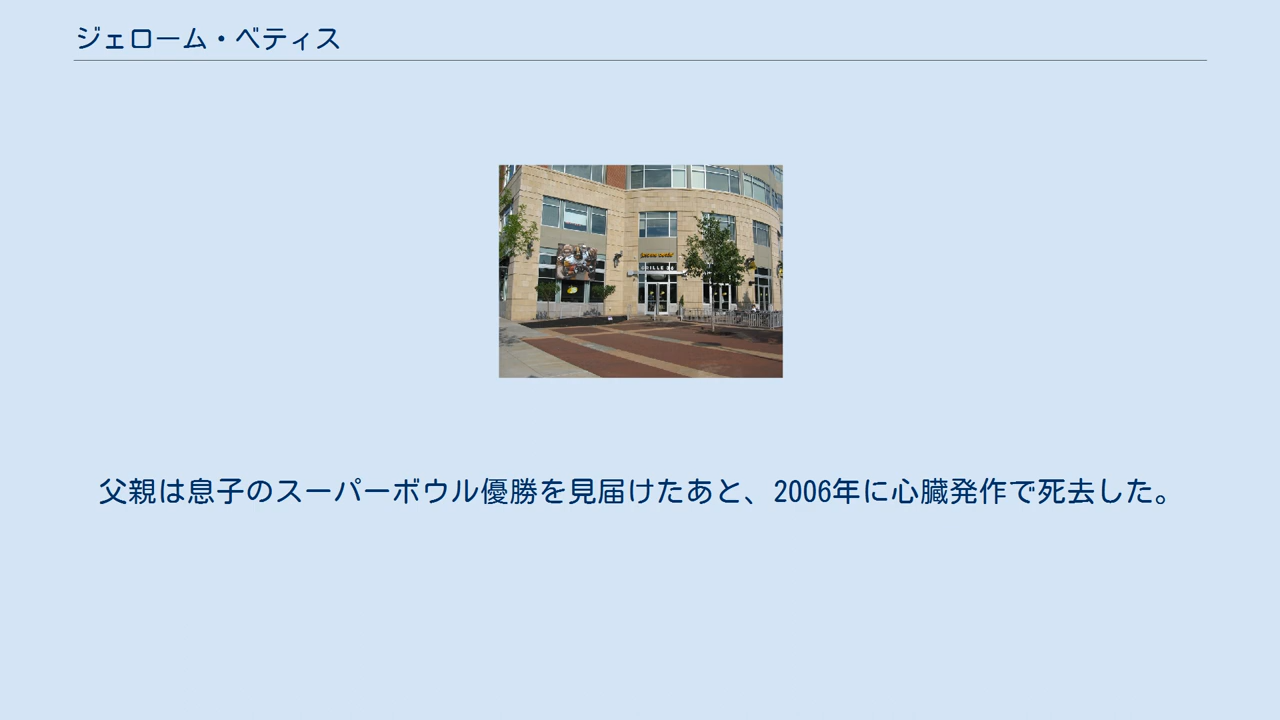 ジェローム・ベティス
GRILLE 36
父親は息子のスーパーボウル優勝を見届けたあと、2006年に心臓発作で死去した。